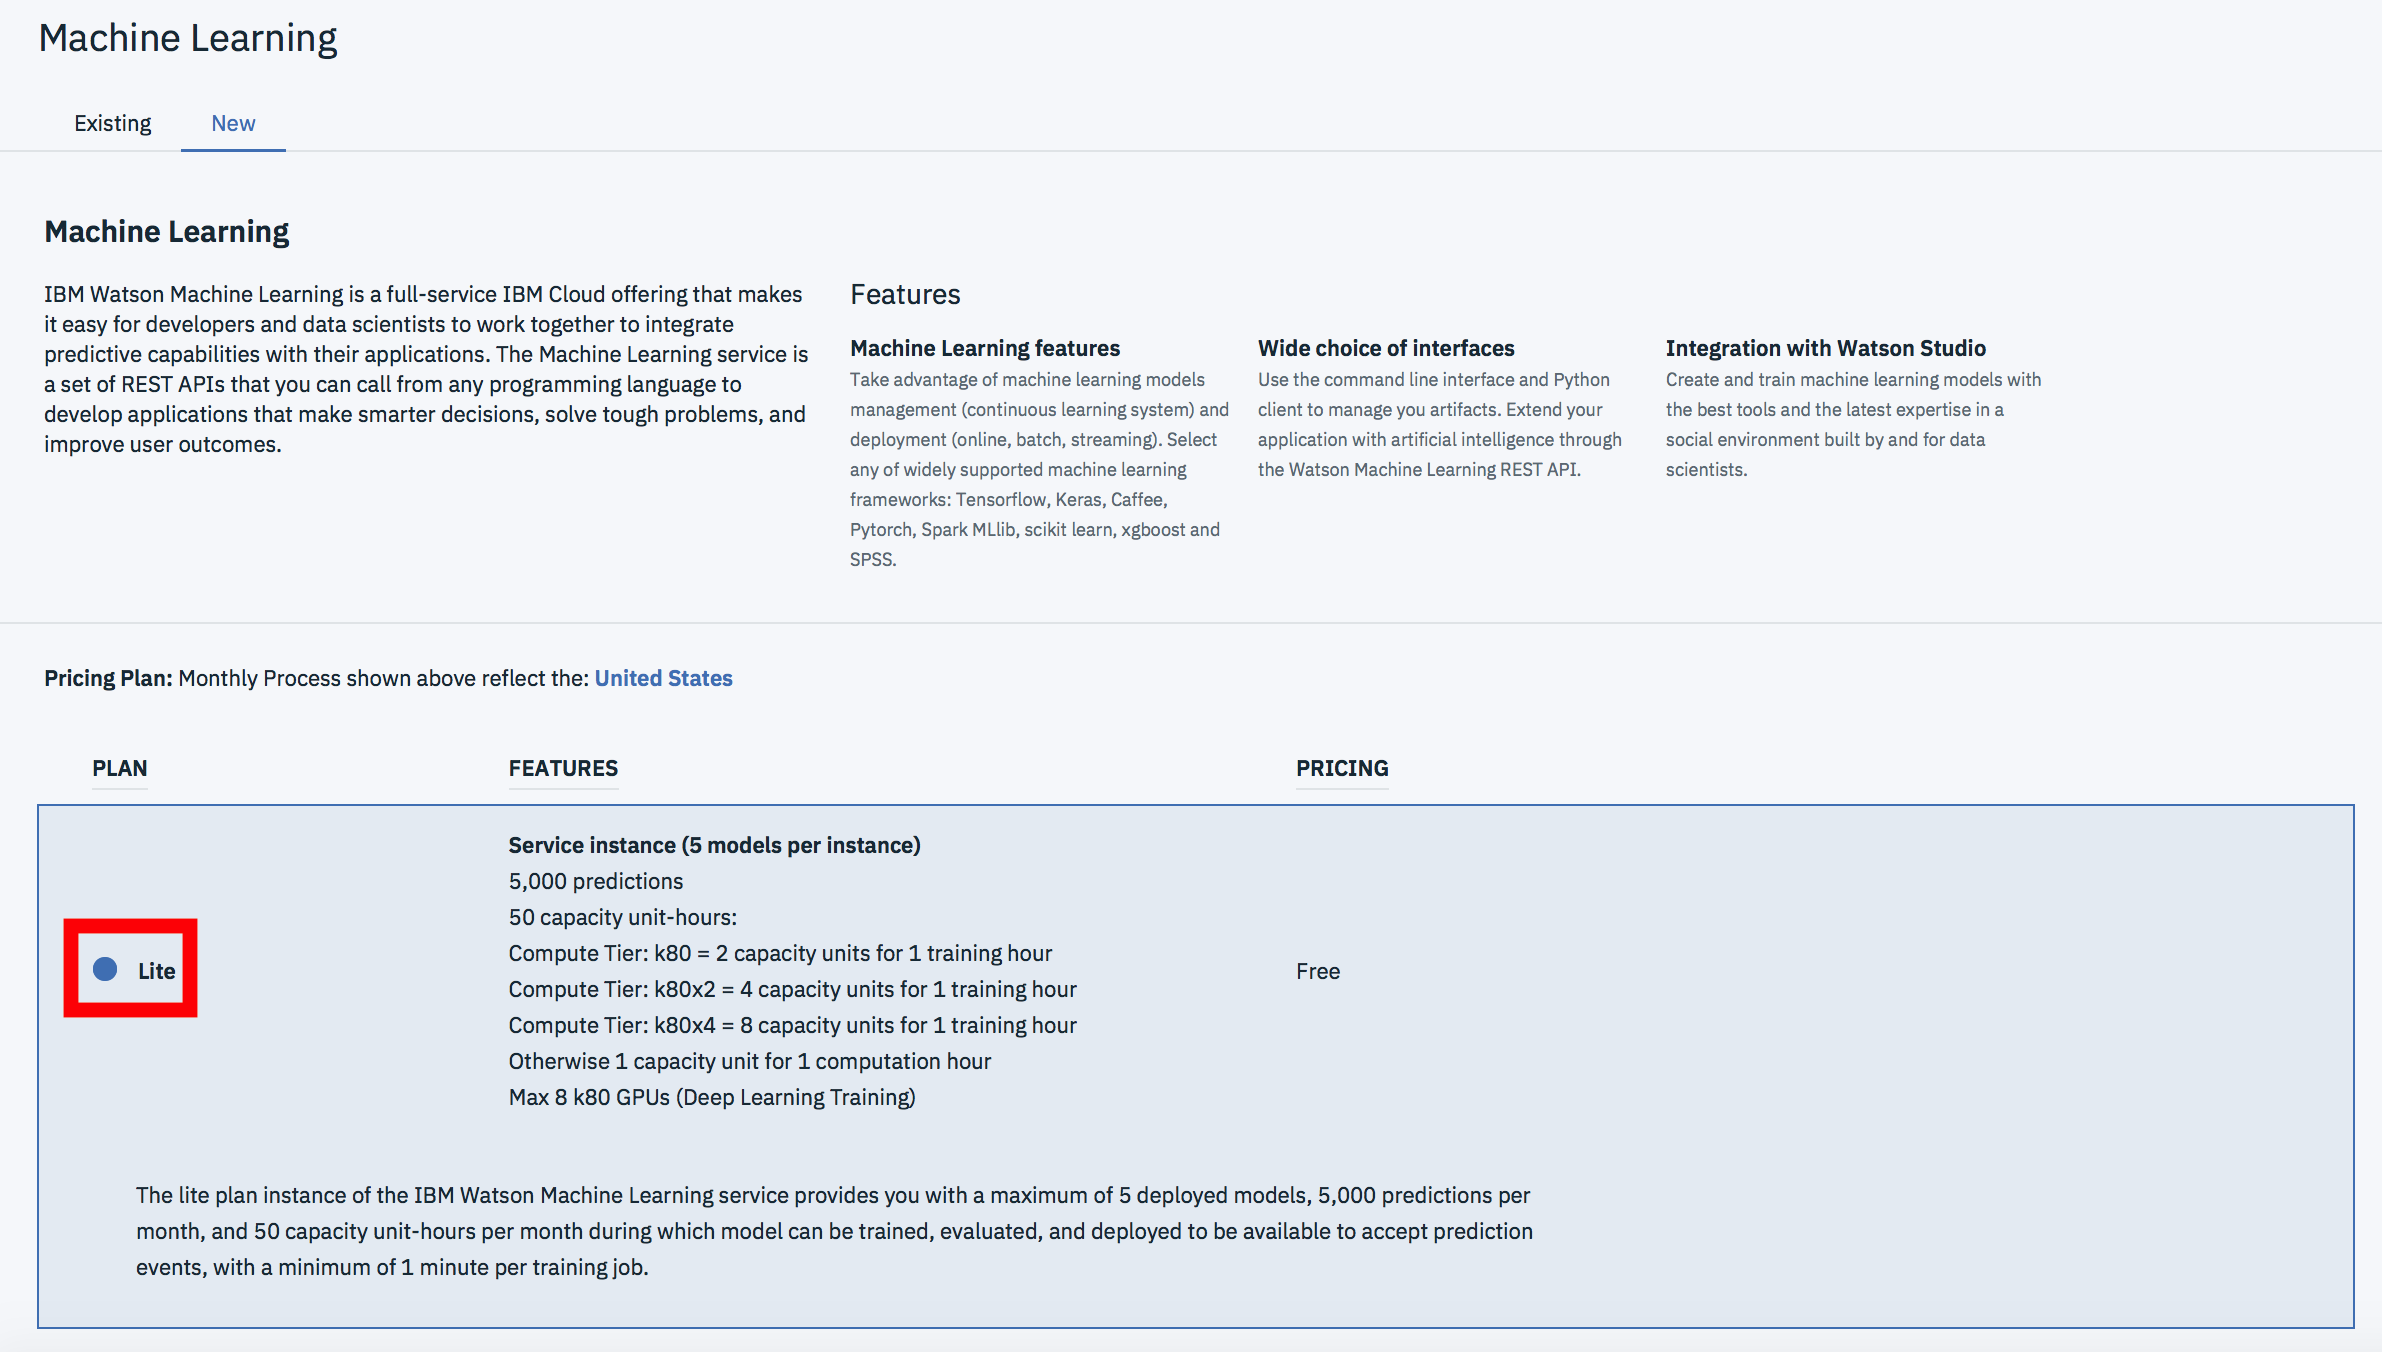 Machine Learning
Existing
New
Machine Learning
IBM Watson Machine Learning is a full-service IBM Cloud offering that makes
it easy for developers and data scientists to work together to integrate
predictive capabilities with their applications. The Machine Learning service is
a set of REST APIs that you can call from any programming language to
develop applications that make smarter decisions, solve tough problems, and
improve user outcomes.
Features
Machine Learning features
Take advantage of machine learning models
management (continuous learning system) and
deployment (online, batch, streaming). Select
any of widely supported machine learning
frameworks: Tensorflow, Keras, Caffee,
Pytorch, Spark MLlib, scikit learn, xgboost and
SPSS.
Wide choice of interfaces
Use the command line interface and Python
client to manage you artifacts. Extend your
application with artificial intelligence through
the Watson Machine Learning REST API.
Integration with Watson Studio
Create and train machine learning models with
the best tools and the latest expertise in a
social environment built by and for data
scientists.
Pricing Plan: Monthly Process shown above reflect the: United States
PLAN
FEATURES
PRICING
Lite
Service instance (5 models per instance)
5,000 predictions
50 capacity unit-hours:
Compute Tier: k80 = 2 capacity units for 1 training hour
Compute Tier: k80x2 = 4 capacity units for 1 training hour
Compute Tier: k80x4 = 8 capacity units for 1 training hour
Otherwise 1 capacity unit for 1 computation hour
Max 8 k80 GPUs (Deep Learning Training)
Free
The lite plan instance of the IBM Watson Machine Learning service provides you with a maximum of 5 deployed models, 5,000 predictions per
month, and 50 capacity unit-hours per month during which model can be trained, evaluated, and deployed to be available to accept prediction
events, with a minimum of 1 minute per training job.